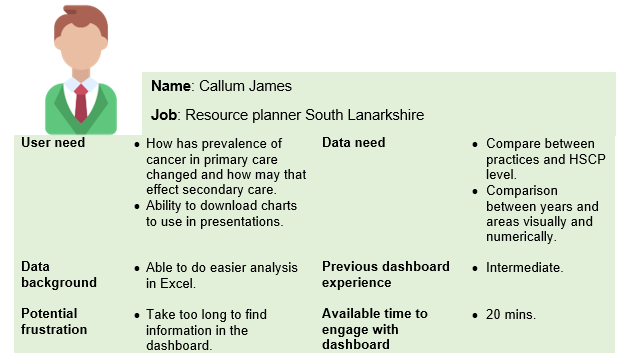 Name: Callum James
Job: Resource planner South Lanarkshire
User need
• How has prevalence of
cancer in primary care
changed and how may that
effect secondary care.
• Ability to download charts
to use in presentations.
Data need
• Compare between
practices and HSCP
level.
• Comparison
between years and
areas visually and
numerically.
Data
background
• Able to do easier analysis
in Excel.
Previous dashboard
experience
• Intermediate.
Potential
frustration
• Take too long to find
information in the
dashboard.
Available time to
engage with
dashboard
• 20 mins.